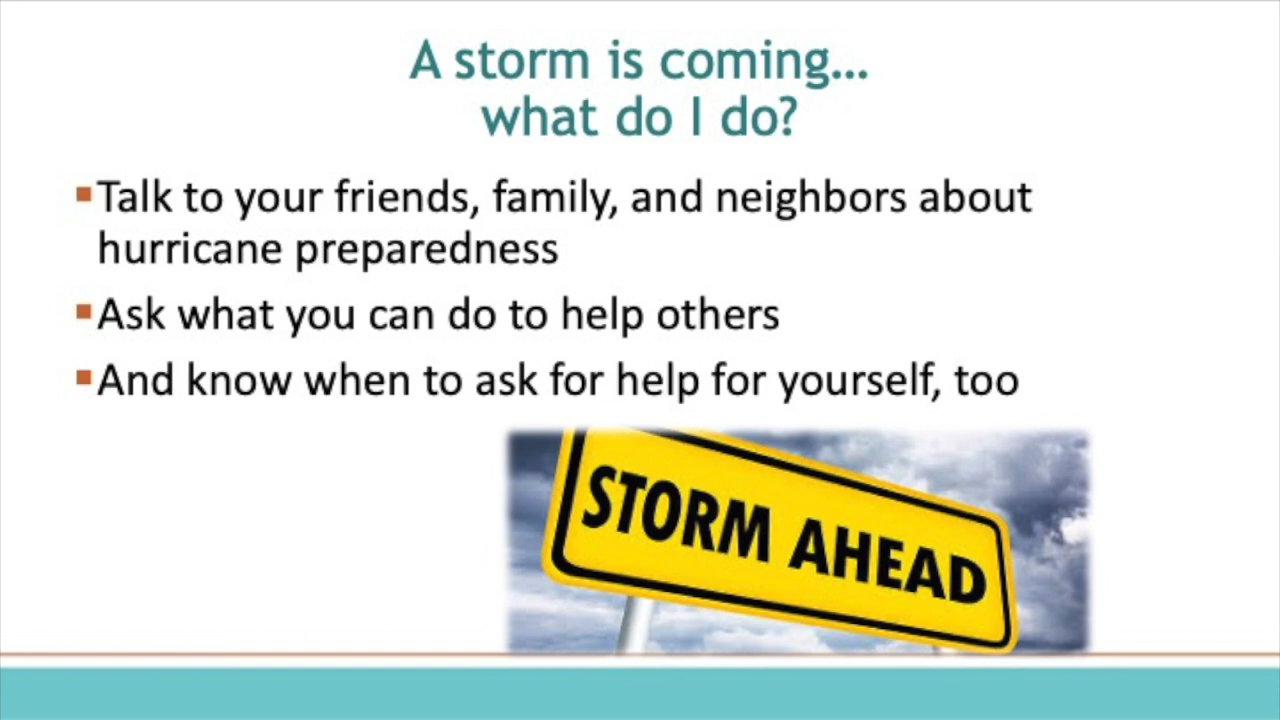 A storm is coming...
what do I do?
▪Talk to your friends, family, and neighbors about
hurricane preparedness
▪Ask what you can do to help others
▪And know when to ask for help for yourself, too
STORM AHEAD